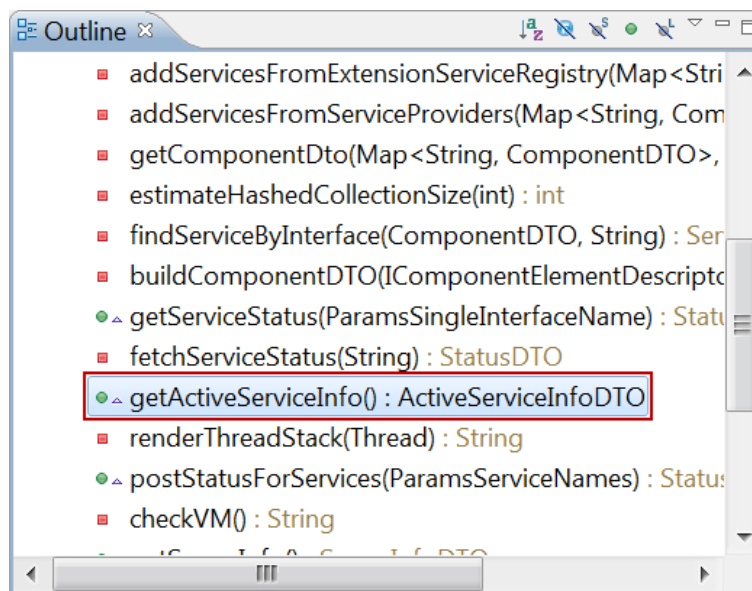 Outline
addServicesFromExtensionServiceRegistry(Map<Stri
addServicesFromServiceProviders(Map<String, Com
getComponentDto(Map<String, ComponentDTO>,
estimateHashedCollectionSize(int) : int
findServiceByInterface(ComponentDTO, String) : Ser
buildComponentDTO(IComponentElementDescripto
getServiceStatus(ParamsSingleInterfaceName) : Statu
fetchServiceStatus(String) : StatusDTO
getActiveServiceInfo() : ActiveServiceInfoDTO
renderThreadStack(Thread) : String
postStatusForServices(ParamsServiceNames) : Status
checkVM() : String